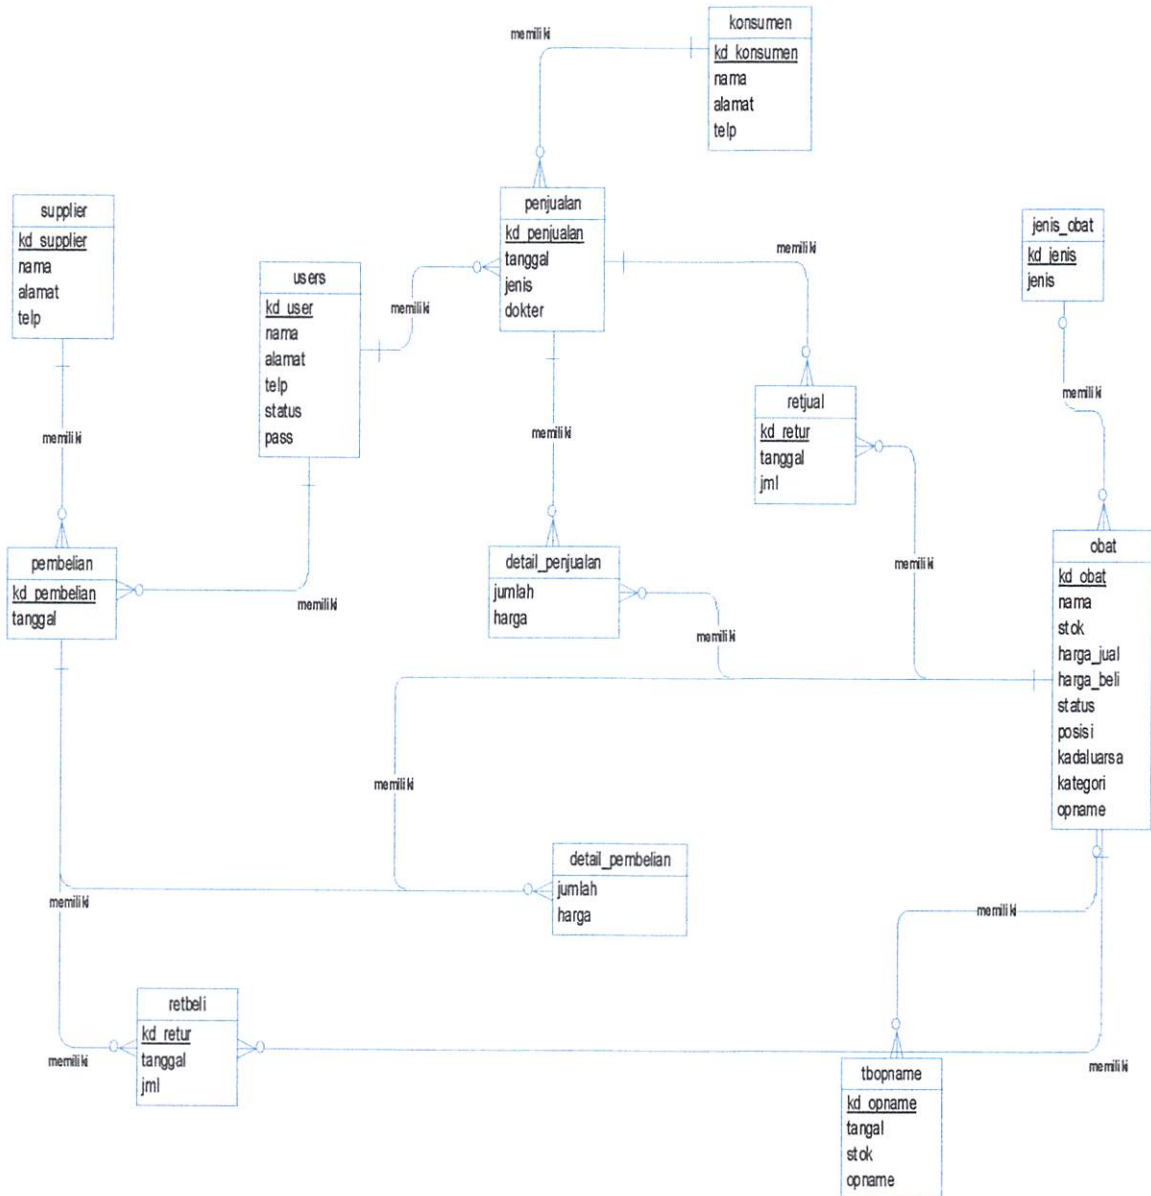 konsumen
kd_konsumen
nama
alamat
telp
memiliki
penjualan
kd_penjualan
tanggal
jenis
dokter
supplier
kd_supplier
nama
alamat
telp
users
kd_user
nama
alamat
telp
status
pass
memiliki
memiliki
jenis_obat
kd_jenis
jenis
retjual
kd_retur
tanggal
jml
memiliki
memiliki
memiliki
pembelian
kd_pembelian
tanggal
memiliki
detail_penjualan
jumlah
harga
memiliki
memiliki
obat
kd_obat
nama
stok
harga_jual
harga_beli
status
posisi
kadaluarsa
kategori
opname
memiliki
detail_pembelian
jumlah
harga
memiliki
memiliki
retbeli
kd_retur
tanggal
jml
memiliki
memiliki
tbopname
kd_opname
tangal
stok
opname